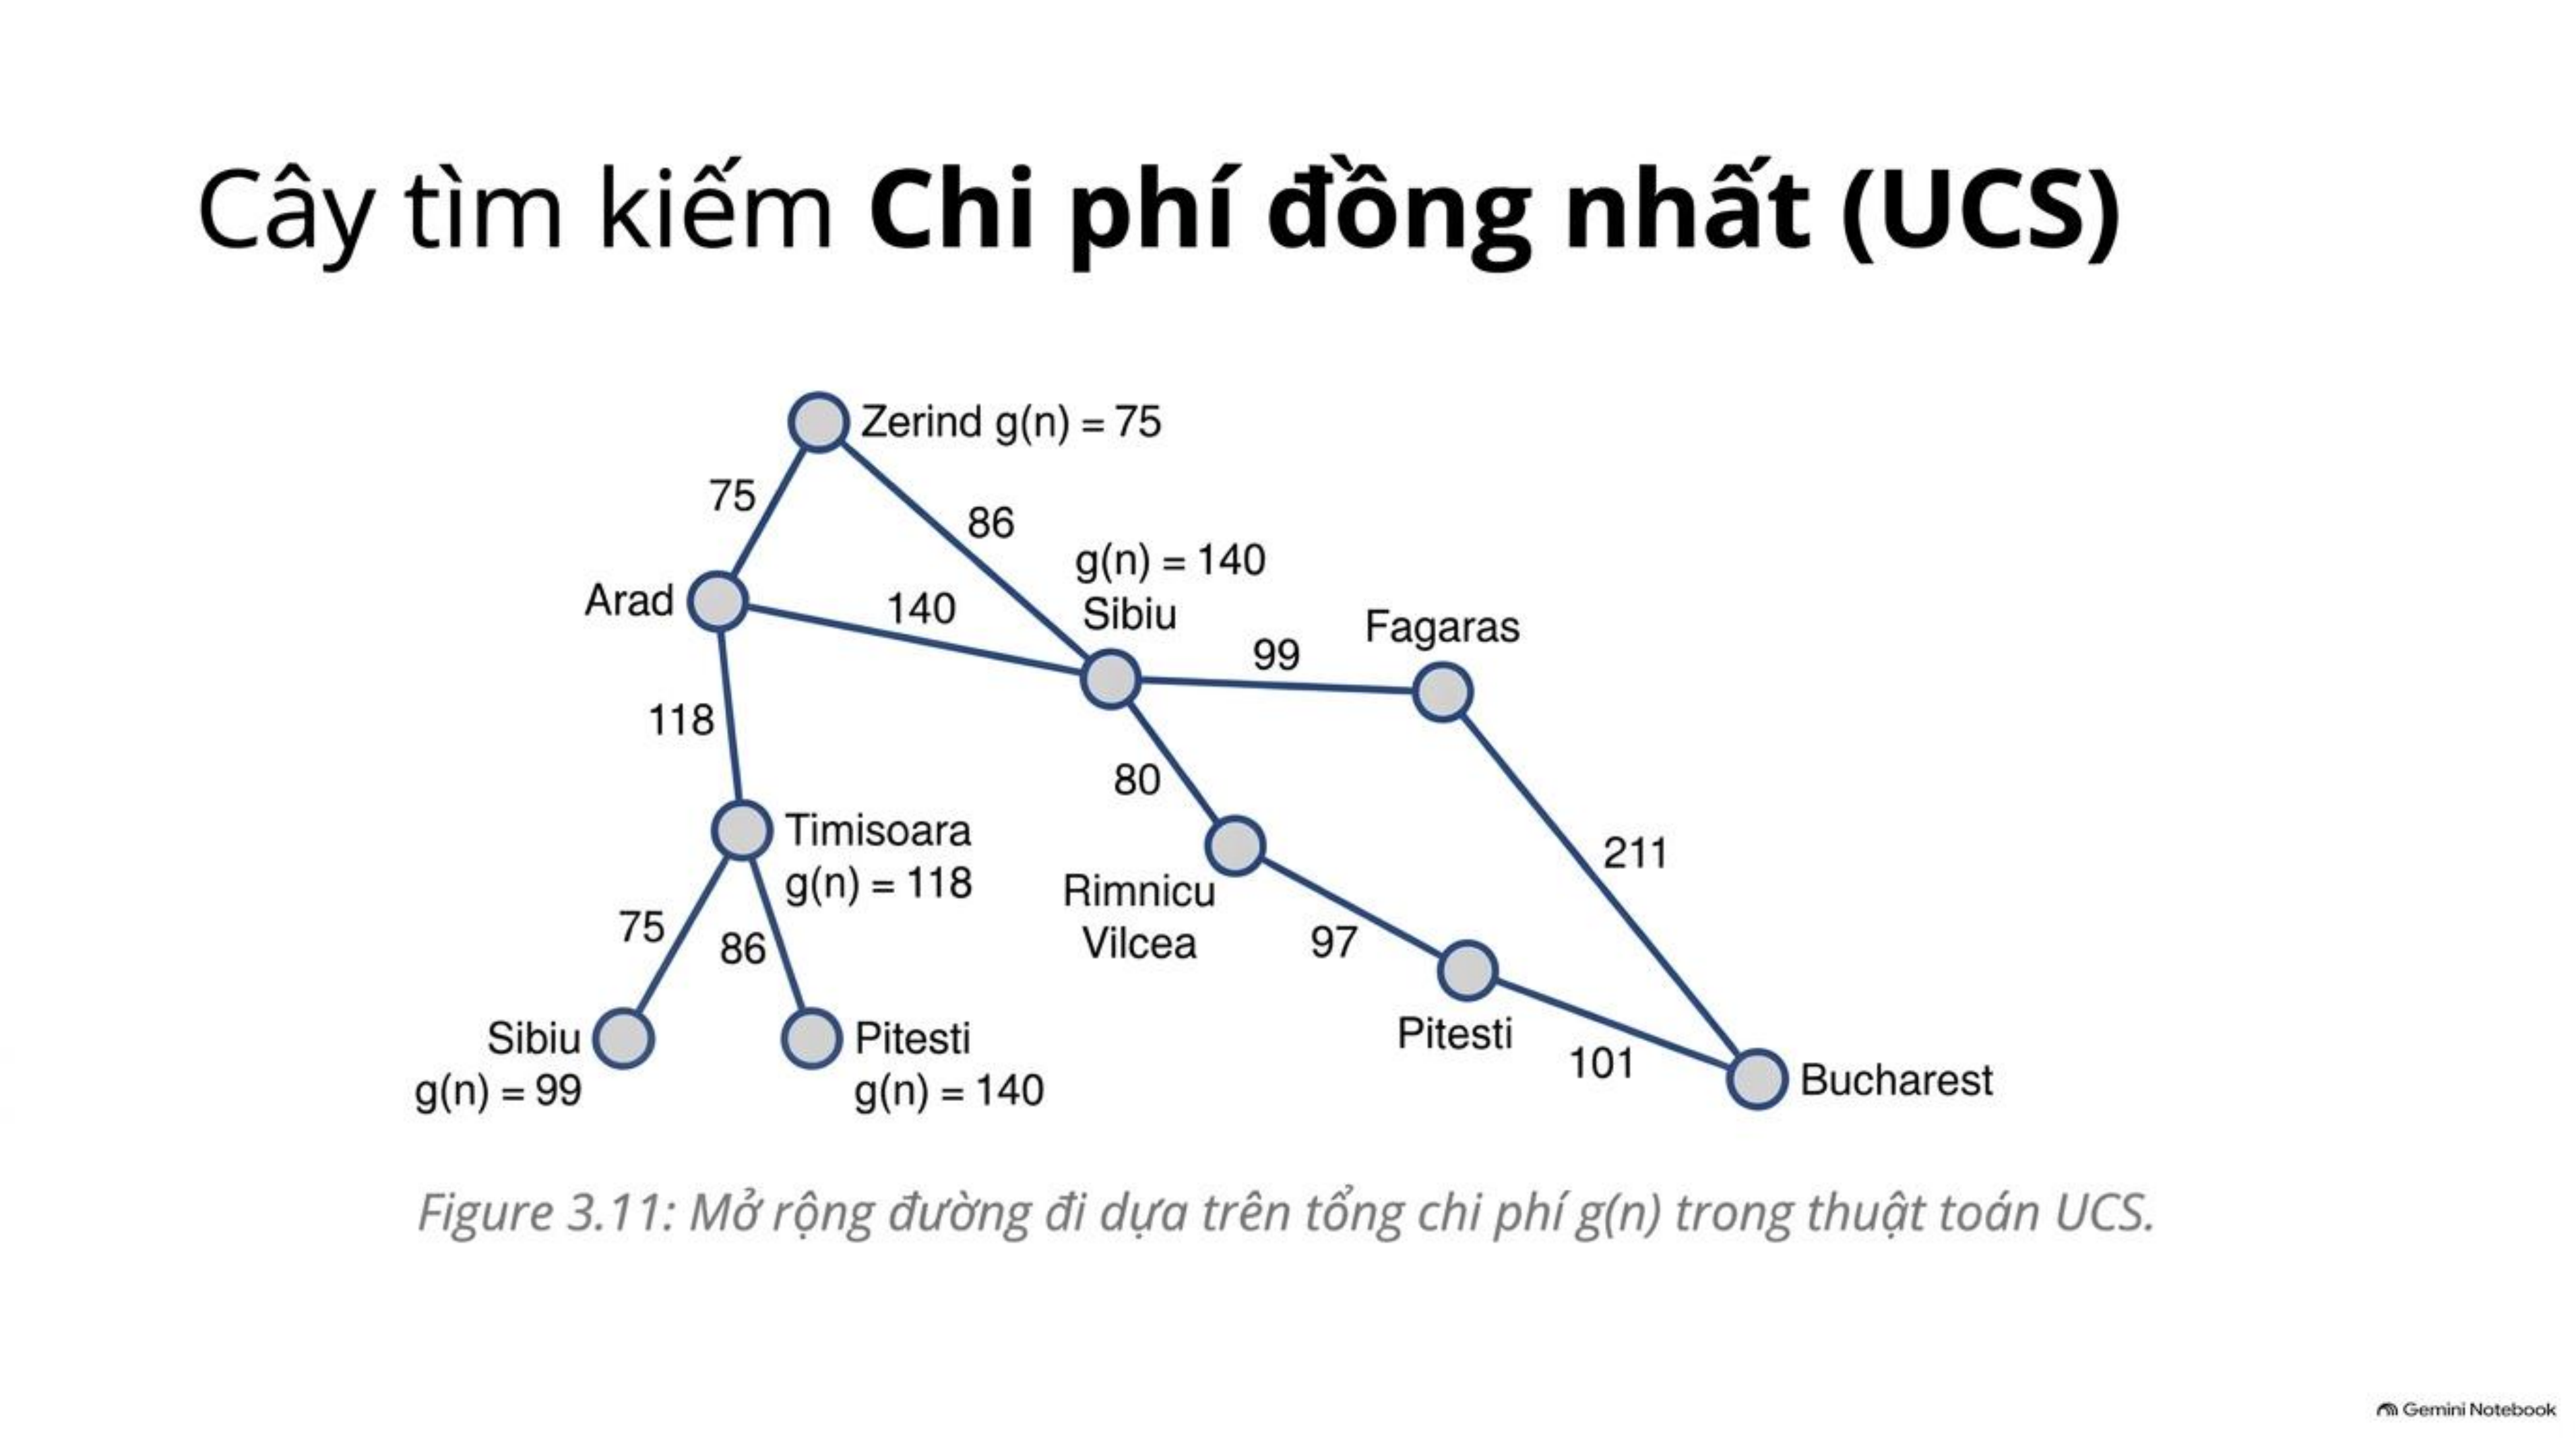 Cây tìm kiếm Chi phí đồng nhất (UCS)
Zerind g(n) = 75
75
86
g(n) = 140
Arad
140
Sibiu
Fagaras
99
118
80
Timisoara
g(n) = 118
211
Rimnicu
Vilcea
75
86
97
Sibiu
g(n) = 99
Pitesti
g(n) = 140
Pitesti
101
Bucharest
Figure 3.11: Mở rộng đường đi dựa trên tổng chi phí g(n) trong thuật toán UCS.
Gemini Notebook